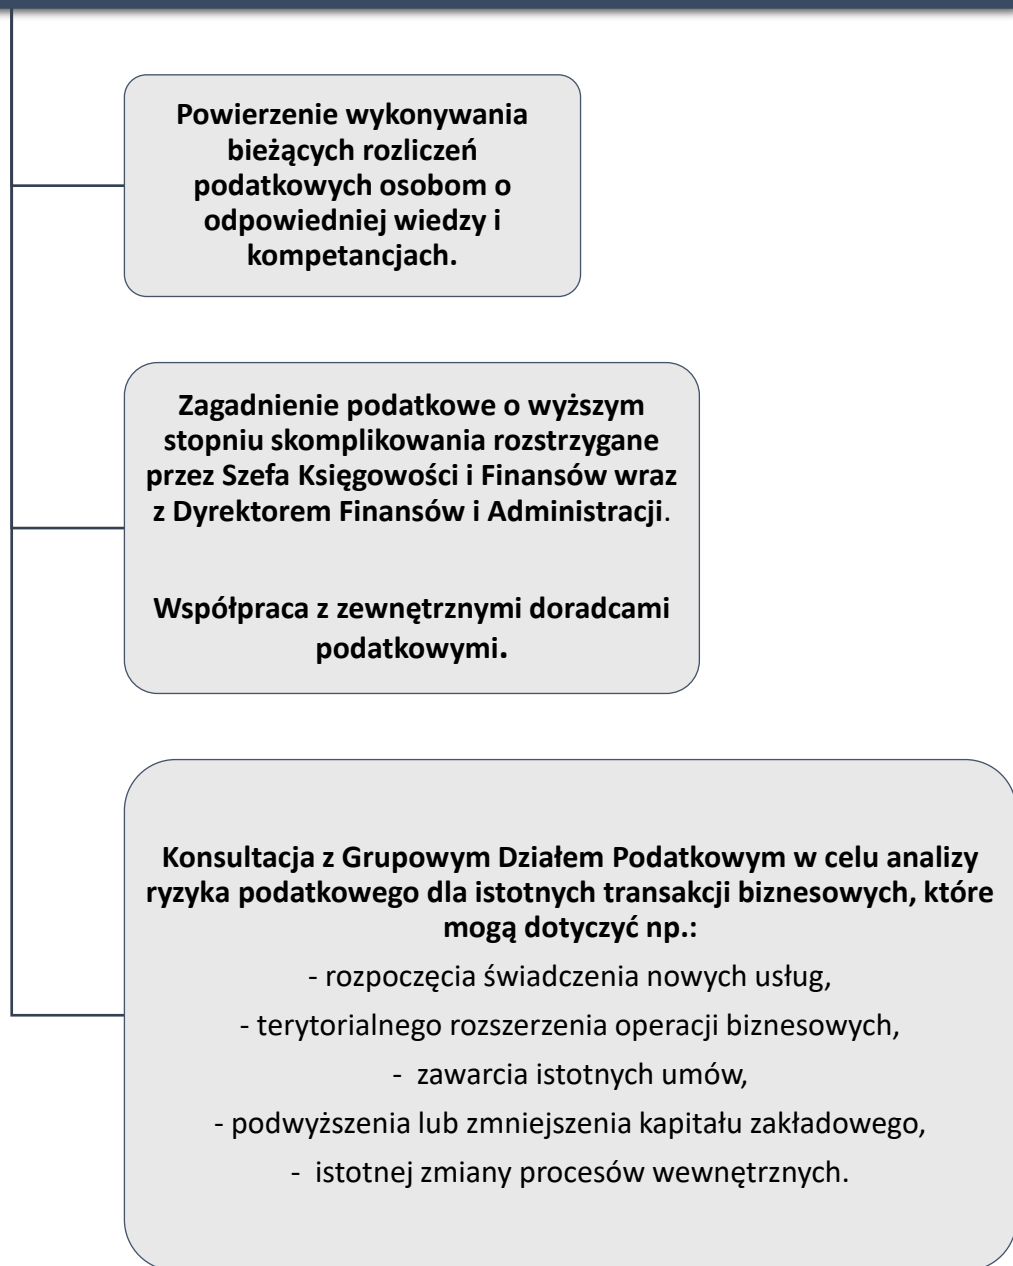 Powierzenie wykonywania
bieżących rozliczeń
podatkowych osobom o
odpowiedniej wiedzy i
kompetancjach.
Zagadnienie podatkowe o wyższym
stopniu skomplikowania rozstrzygane
przez Szefa Księgowości i Finansów wraz
z Dyrektorem Finansów i Administracji.
Współpraca z zewnętrznymi doradcami
podatkowymi.
Konsultacja z Grupowym Działem Podatkowym w celu analizy
ryzyka podatkowego dla istotnych transakcji biznesowych, które
mogą dotyczyć np.:
- rozpoczęcia świadczenia nowych usług,
- terytorialnego rozszerzenia operacji biznesowych,
- zawarcia istotnych umów,
- podwyższenia lub zmniejszenia kapitału zakładowego,
- istotnej zmiany procesów wewnętrznych.